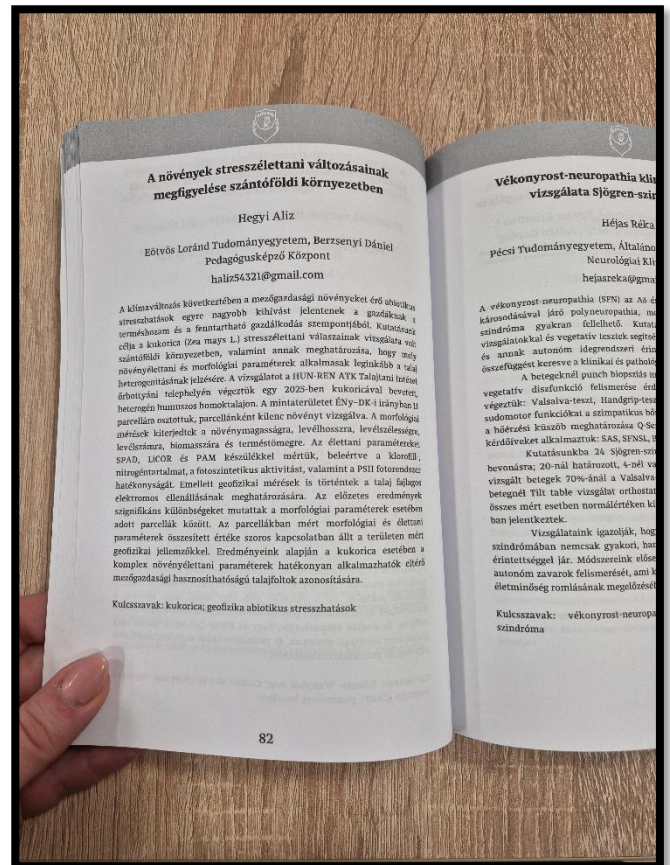 A növények stresszélettani változásainak
megfigyelése szántóföldi környezetben
Hegyi Aliz
Eötvös Loránd Tudományegyetem, Berzsenyi Dániel
Pedagógusképző Központ
haliz54321@gmail.com
A klímaváltozás következtében a mezőgazdasági növényeket érő abiotikus
stresszhatások egyre nagyobb kihívást jelentenek a gazdáknak a
terméshozam és a fenntartható gazdálkodás szempontjából. Kutatásunk
célja a kukorica (Zea mays L.) stresszélettani válaszainak vizsgálata volt
szántóföldi környezetben, valamint annak meghatározása, hogy mely
növényélettani és morfológiai paraméterek alkalmasak leginkább a talaj
heterogenitásának jelzésére. A vizsgálatot a HUN-REN ATK Talajtani Intézet
őrbottyáni telephelyén végeztük egy 2025-ben kukoricával bevetett,
heterogén humuszos homoktalajon. A mintaterületet ÉNy–DK-i irányban 11
parcellára osztottuk, parcellánként kilenc növényt vizsgálva. A morfológiai
mérések kiterjedtek a növénymagasságra, levélhosszra, levélszélességre,
levélszámra, biomasszára és terméstömegre. Az élettani paramétereket
SPAD, LiCOR és PAM készülékkel mértük, beleértve a klorofill-,
nitrogéntartalmat, a fotoszintetikus aktivitást, valamint a PSII fotorendszer
hatékonyságát. Emellett geofizikai mérések is történtek a talaj fajlagos
elektromos ellenállásának meghatározására. Az előzetes eredmények
szignifikáns különbségeket mutattak a morfológiai paraméterek esetében
adott parcellák között. Az parcellákban mért morfológiai és élettani
paraméterek összesített értéke szoros kapcsolatban állt a területen mért
geofizikai jellemzőkkel. Eredményeink alapján a kukorica esetében a
komplex növényélettani paraméterek hatékonyan alkalmazhatók eltérő
mezőgazdasági hasznosíthatóságú talajfoltok azonosítására.
Kulcsszavak: kukorica; geofizika abiotikus stresszhatások
82
Vékonyrost-neuropathia klin
vizsgálata Sjögren-szin
Héjas Réka
Pécsi Tudományegyetem, Általáno
Neurológiai Kli
hejasreka@gma
A vékonyrost-neuropathia (SFN) az Aδ é
károsodásával járó polyneuropathia, me
szindróma gyakran fellelhető. Kutatá
vizsgálatokkal és vegetatív tesztek segítsé
és annak autonóm idegrendszeri érin
összefüggést keresve a klinikai és patholó
A betegeknél punch biopsziás m
vegetatív diszfunkció felismerése érd
végeztük: Valsalva-teszt, Handgrip-tesz
sudomotor funkciókat a szimpatikus bő
a hőérzési küszöb meghatározása Q-Se
kérdőíveket alkalmaztuk: SAS, SFNSL, B
Kutatásunkba 24 Sjögren-szin
bevonásra; 20-nál határozott, 4-nél va
vizsgált betegek 70%-ánál a Valsalv
betegnél Tilt table vizsgálat orthostat
összes mért esetben normálértéken kí
ban jelentkeztek.
Vizsgálataink igazolják, hog
szindrómában nemcsak gyakori, han
érintettséggel jár. Módszereink előse
autonóm zavarok felismerését, ami k
életminőség romlásának megelőzéséb
Kulcsszavak: vékonyrost-neuropa
szindróma